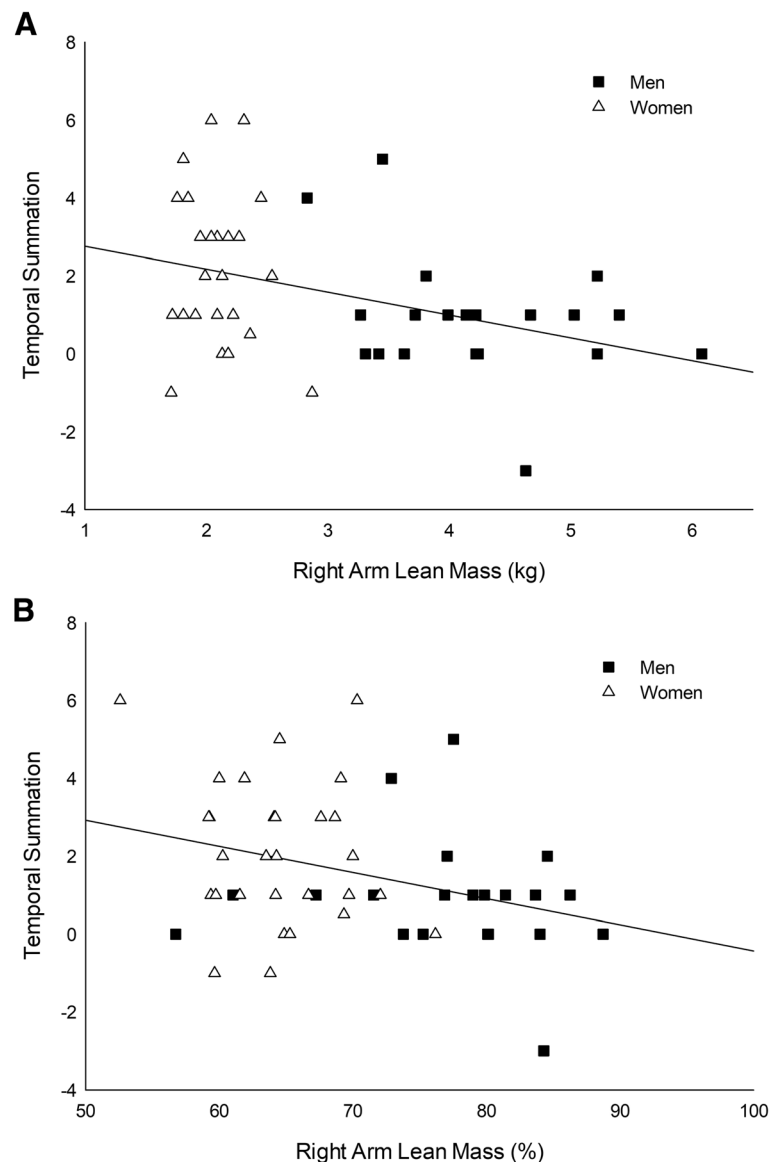 A
8
Men
Women
6
4
2
0
-2
-4
Temporal Summation
1 2 3 4 5 6
Right Arm Lean Mass (kg)
B
8
Men
Women
6
4
2
0
-2
-4
Temporal Summation
50 60 70 80 90 100
Right Arm Lean Mass (%)